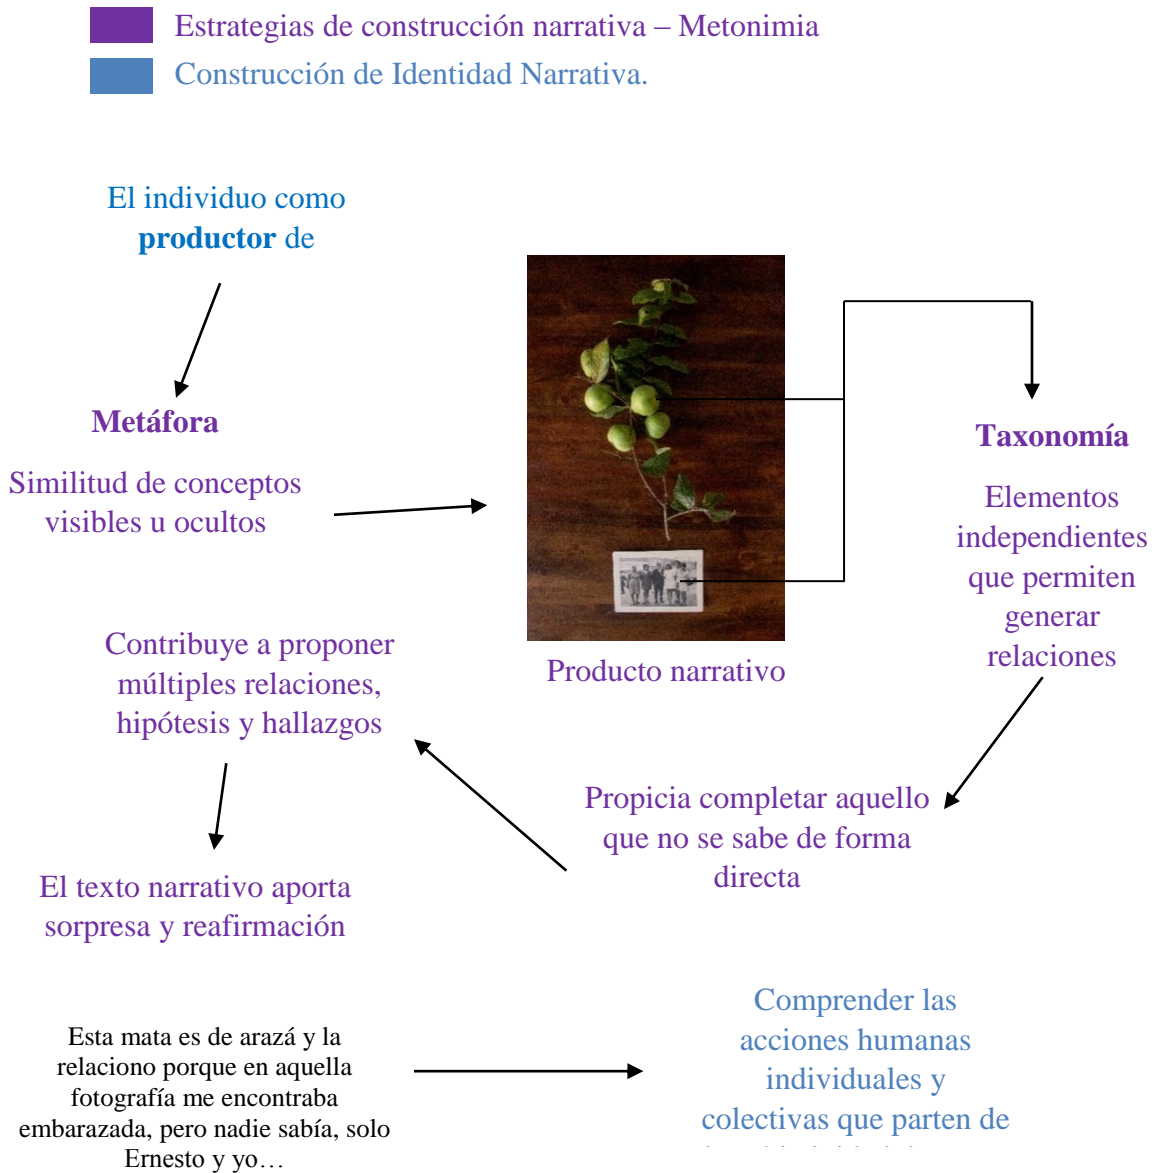 Estrategias de construcción narrativa – Metonimia
Construcción de Identidad Narrativa.
El individuo como
productor de
Metáfora
Similitud de conceptos
visibles u ocultos
Producto narrativo
Taxonomía
Elementos
independientes
que permiten
generar
relaciones
Propicia completar aquello
que no se sabe de forma
directa
Contribuye a proponer
múltiples relaciones,
hipótesis y hallazgos
El texto narrativo aporta
sorpresa y reafirmación
Esta mata es de arazá y la
relaciono porque en aquella
fotografía me encontraba
embarazada, pero nadie sabía, solo
Ernesto y yo…
Comprender las
acciones humanas
individuales y
colectivas que parten de